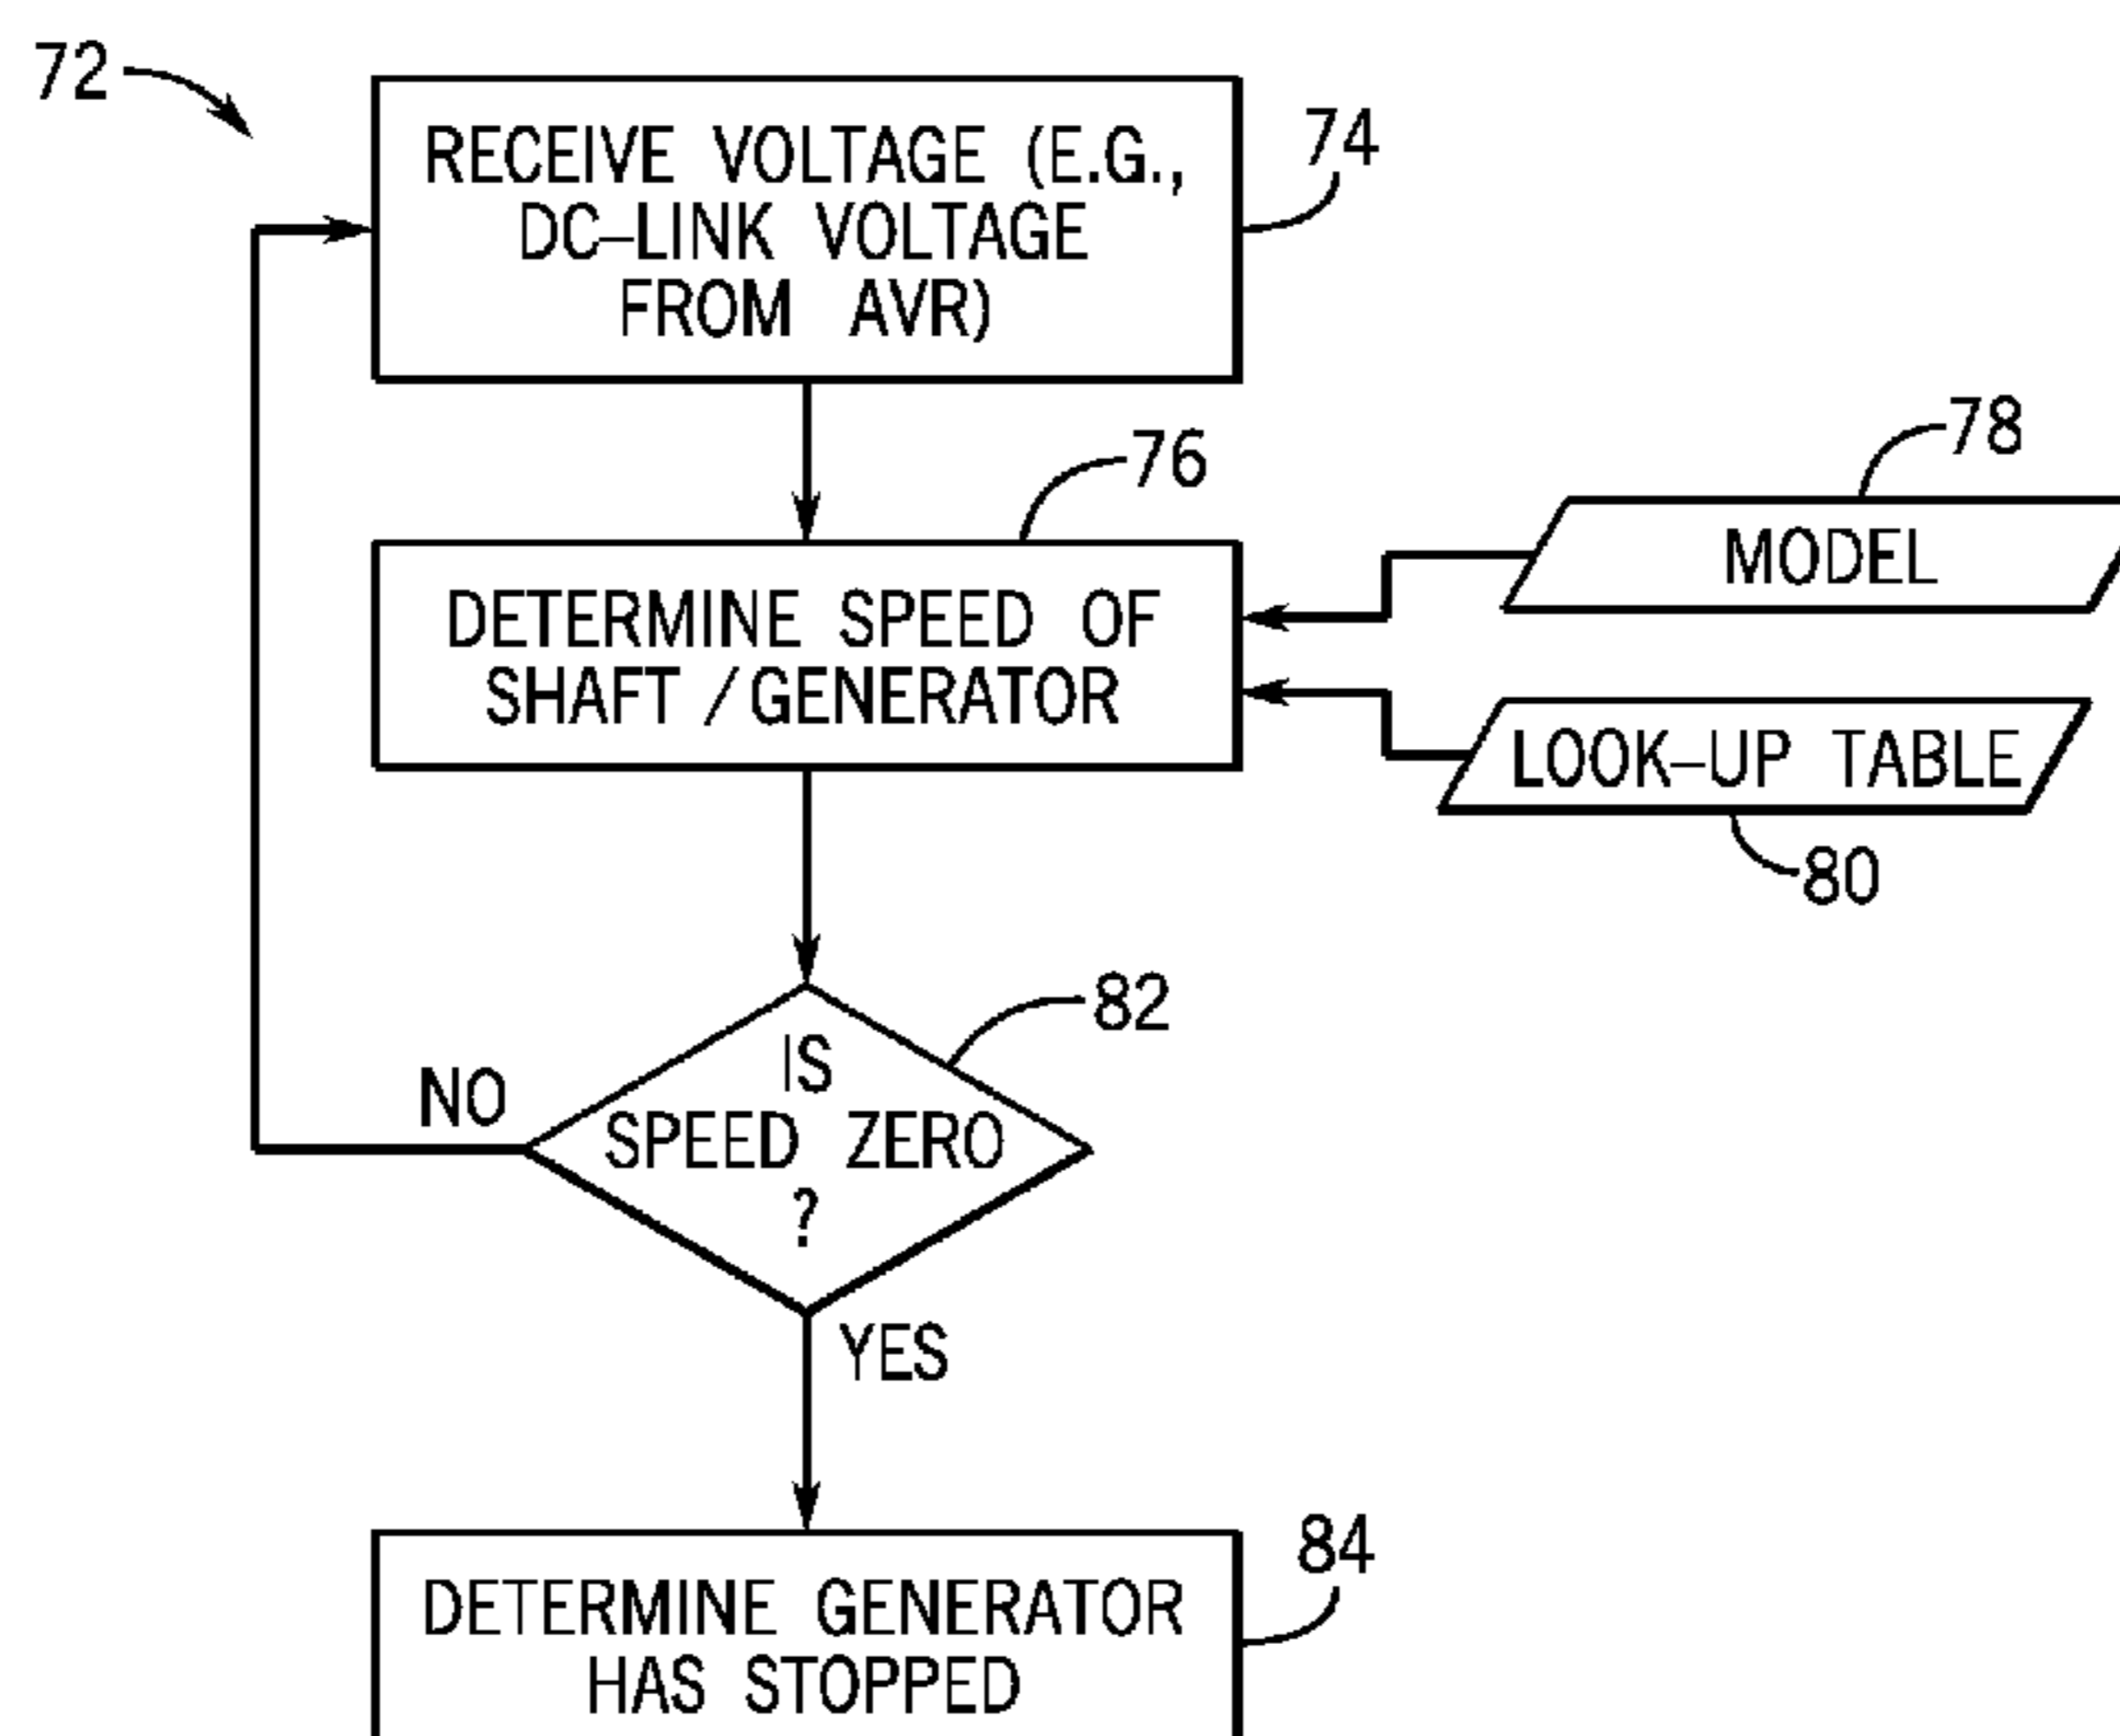 72
RECEIVE VOLTAGE (E.G.,
DC–LINK VOLTAGE
FROM AVR)
74
76
DETERMINE SPEED OF
SHAFT/GENERATOR
78
MODEL
LOOK–UP TABLE
80
82
IS
SPEED ZERO
?
NO
YES
84
DETERMINE GENERATOR
HAS STOPPED